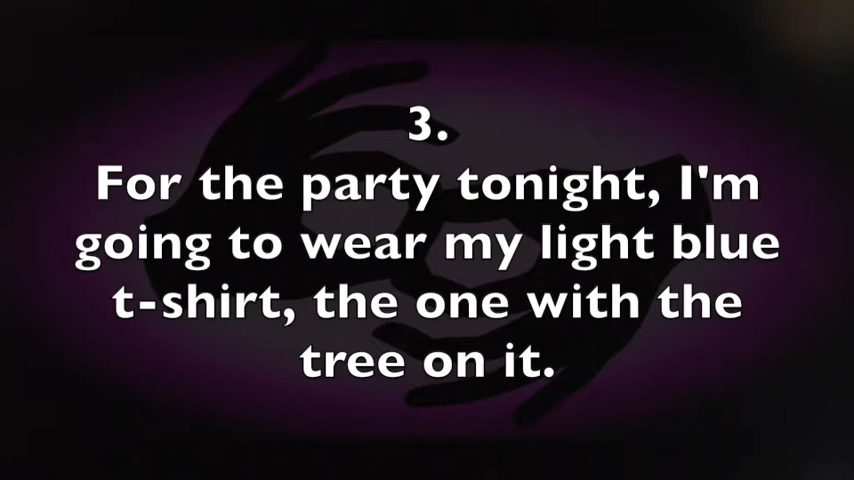 3.
For the party tonight, I'm
going to wear my light blue
t-shirt, the one with the
tree on it.